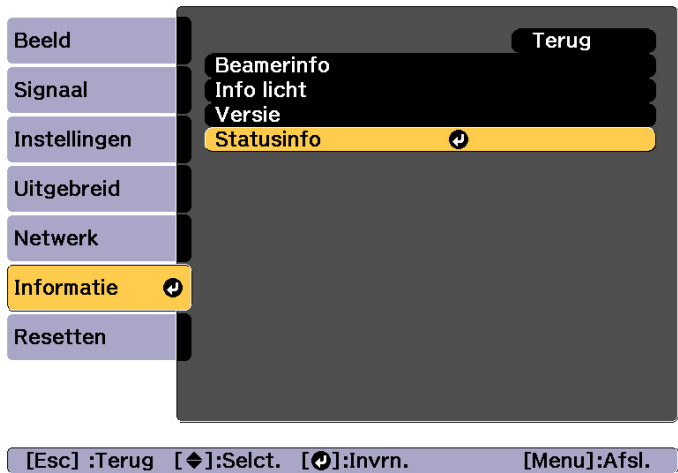 Beeld
Signaal
Instellingen
Uitgebreid
Netwerk
Informatie
Resetten
Terug
Beamerinfo
Info licht
Versie
Statusinfo
[Esc] :Terug [◆]:Selct. [↵]:Invrn. [Menu]:Afsl.